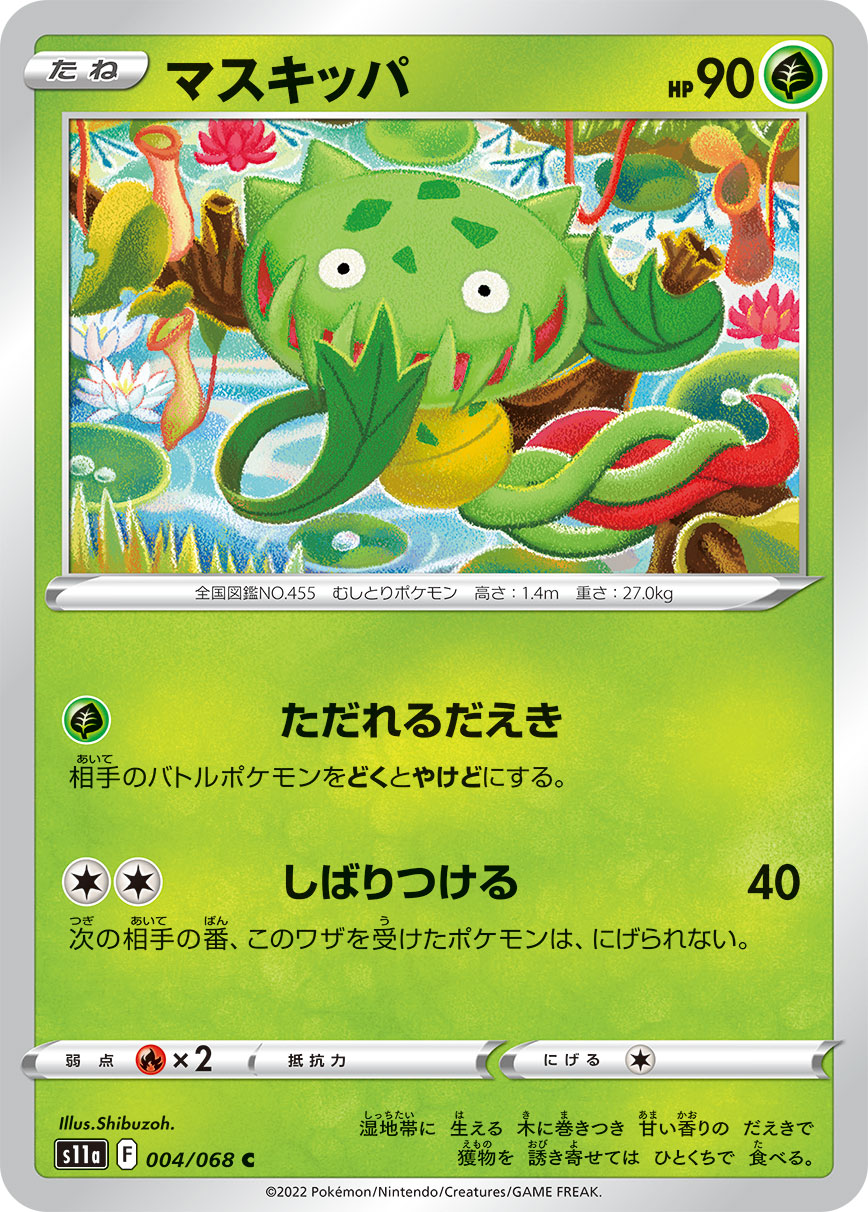 たね マスキッパ HP90
全国図鑑NO.455 むしとりポケモン 高さ：1.4m 重さ：27.0kg
ただれるだえき
相手のバトルポケモンをどくとやけどにする。
しばりつける 40
次の相手の番、このワザを受けたポケモンは、にげられない。
弱点 ×2 抵抗力 にげる
Illus.Shibuzoh.
湿地帯に 生える 木に巻きつき 甘い香りの だえきで
獲物を 誘き寄せては ひとくちで 食べる。
s11a F 004/068 C
©2022 Pokémon/Nintendo/Creatures/GAME FREAK.